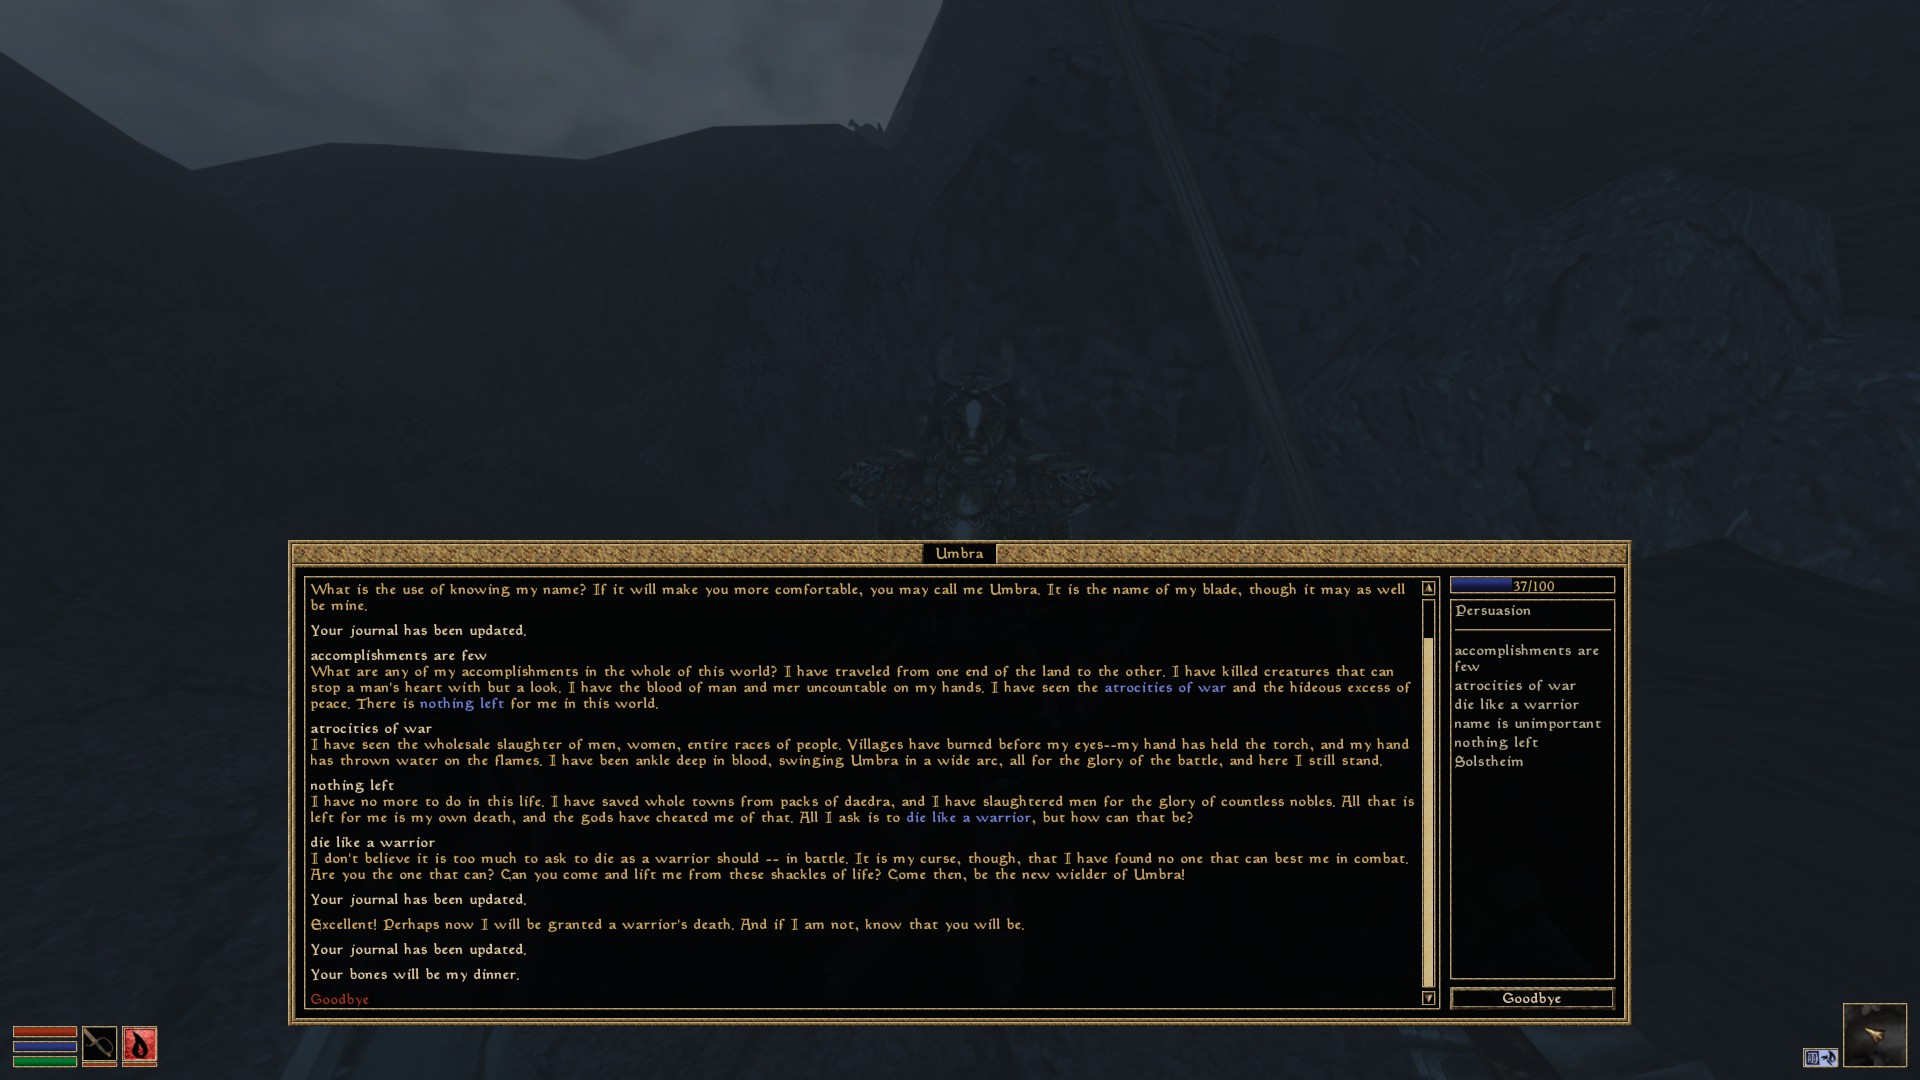 Umbra
What is the use of knowing my name? If it will make you more comfortable, you may call me Umbra. It is the name of my blade, though it may as well
be mine.
Your journal has been updated.
accomplishments are few
What are any of my accomplishments in the whole of this world? I have traveled from one end of the land to the other. I have killed creatures that can
stop a man's heart with but a look. I have the blood of man and mer uncountable on my hands. I have seen the atrocities of war and the hideous excess of
peace. There is nothing left for me in this world.
atrocities of war
I have seen the wholesale slaughter of men, women, entire races of people. Villages have burned before my eyes--my hand has held the torch, and my hand
has thrown water on the flames. I have been ankle deep in blood, swinging Umbra in a wide arc, all for the glory of the battle, and here I still stand.
nothing left
I have no more to do in this life. I have saved whole towns from packs of daedra, and I have slaughtered men for the glory of countless nobles. All that is
left for me is my own death, and the gods have cheated me of that. All I ask is to die like a warrior, but how can that be?
die like a warrior
I don't believe it is too much to ask to die as a warrior should -- in battle. It is my curse, though, that I have found no one that can best me in combat.
Are you the one that can? Can you come and lift me from these shackles of life? Come then, be the new wielder of Umbra!
Your journal has been updated.
Excellent! Perhaps now I will be granted a warrior's death. And if I am not, know that you will be.
Your journal has been updated.
Your bones will be my dinner.
Goodbye
37/100
Persuasion
accomplishments are
few
atrocities of war
die like a warrior
name is unimportant
nothing left
Solstheim
Goodbye